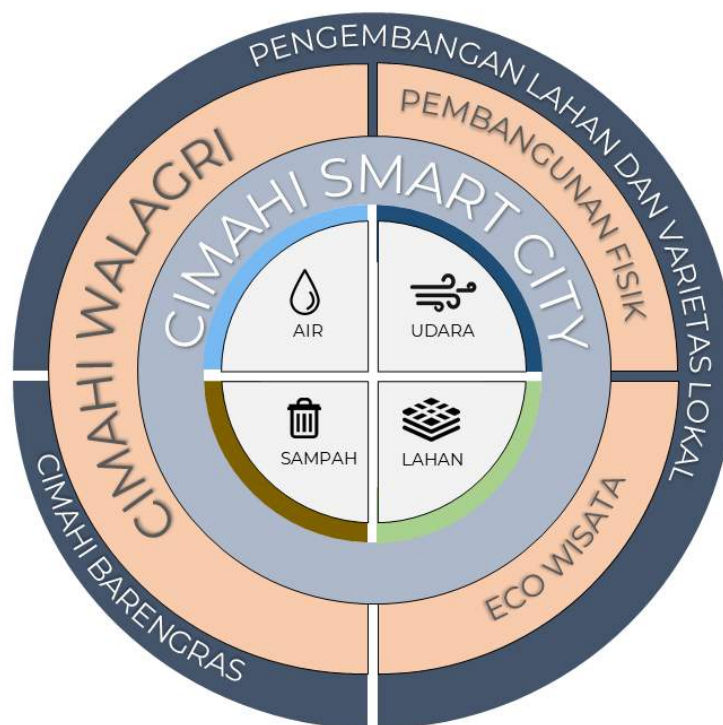 PENGEMBANGAN LAHAN DAN VARIETAS LOKAL
PEMBANGUNAN FISIK
CIMAHI WALAGRI
CIMAHI SMART CITY
AIR
UDARA
SAMPAH
LAHAN
ECO WISATA
CIMAHI BARENGRAS